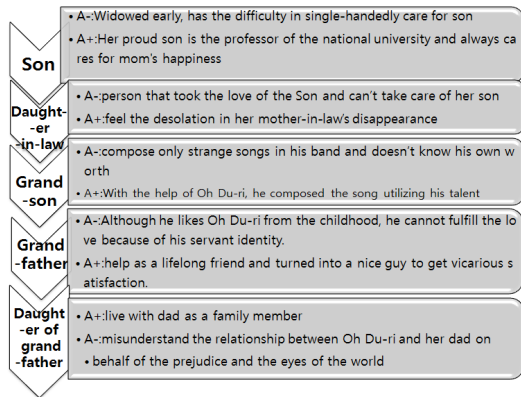 Son
• A-:Widowed early, has the difficulty in single-handedly care for son
• A+:Her proud son is the professor of the national university and always ca
res for mom's happiness
Daught-
er
-in-law
• A-:person that took the love of the Son and can't take care of her son
• A+:feel the desolation in her mother-in-law's disappearance
Grand
-son
• A-:compose only strange songs in his band and doesn't know his own w
orth
• A+:With the help of Oh Du-ri, he composed the song utilizing his talent
Grand
-father
• A-:Although he likes Oh Du-ri from the childhood, he cannot fulfill the lo
ve because of his servant identity.
• A+:help as a lifelong friend and turned into a nice guy to get vicarious s
atisfaction.
Daught
-er of
grand
-father
• A+:live with dad as a family member
• A-:misunderstand the relationship between Oh Du-ri and her dad on
• behalf of the prejudice and the eyes of the world